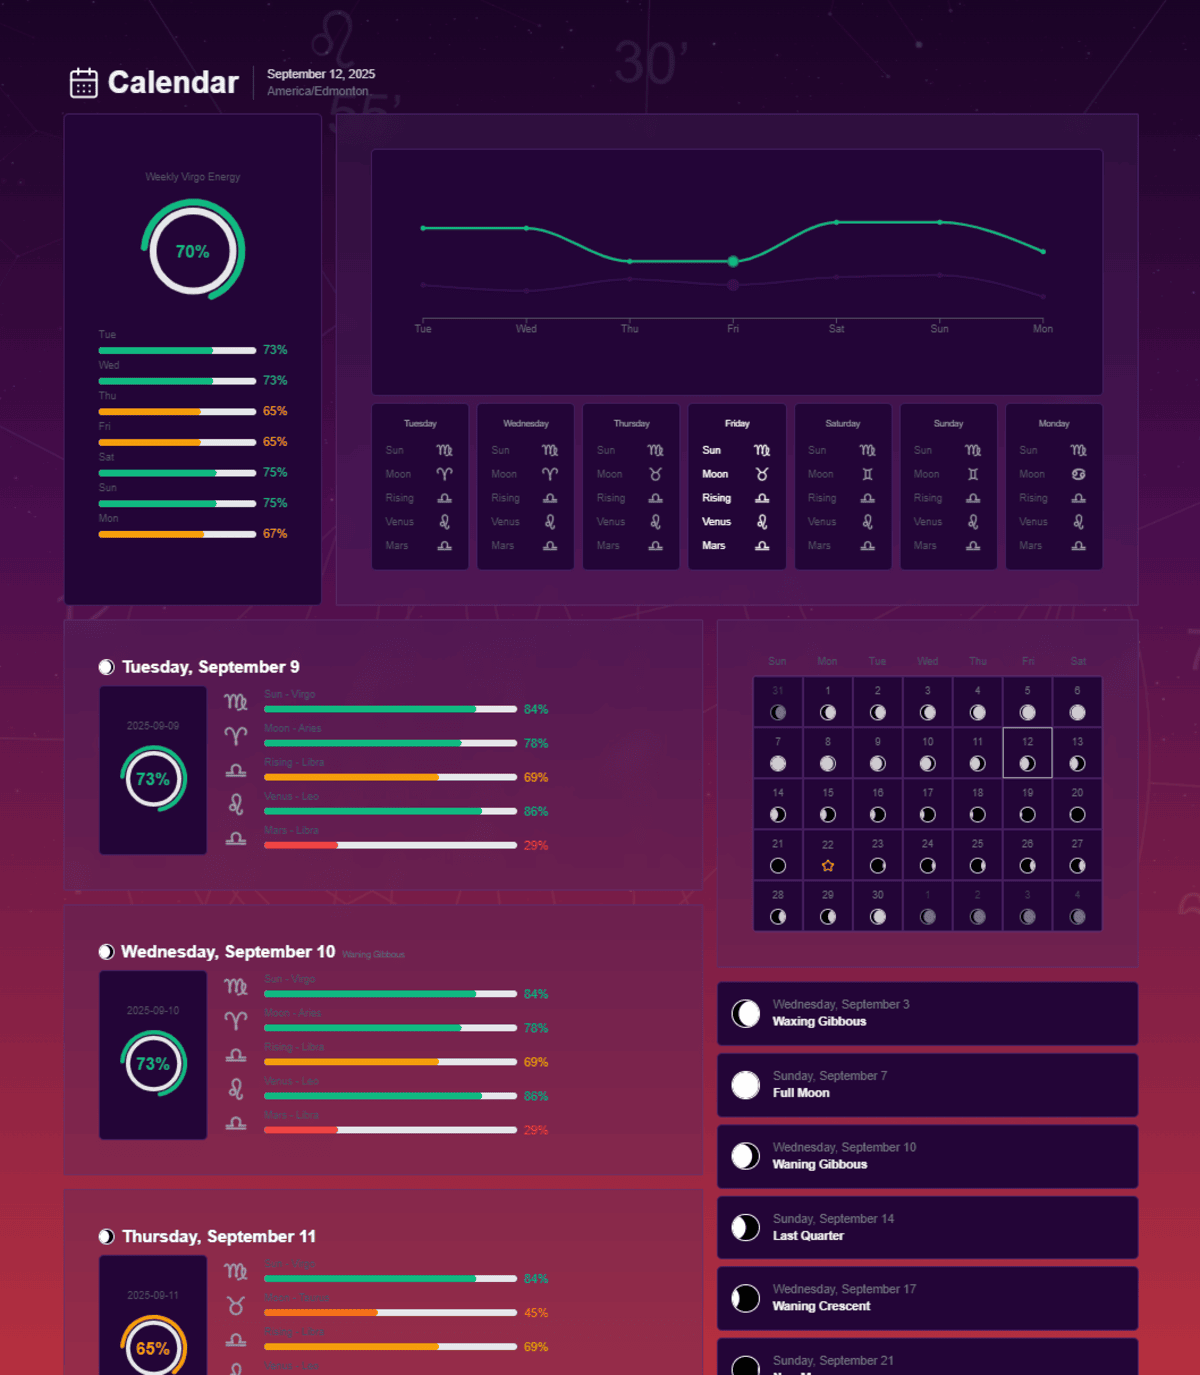 30'
55'
Calendar
September 12, 2025
America/Edmonton
Weekly Virgo Energy
70%
Tue
73%
Wed
73%
Thu
65%
Fri
65%
Sat
75%
Sun
75%
Mon
67%
Tue Wed Thu Fri Sat Sun Mon
Tuesday Wednesday Thursday Friday Saturday Sunday Monday
Sun Sun Sun Sun Sun Sun Sun
Moon Moon Moon Moon Moon Moon Moon
Rising Rising Rising Rising Rising Rising Rising
Venus Venus Venus Venus Venus Venus Venus
Mars Mars Mars Mars Mars Mars Mars
Tuesday, September 9
2025-09-09
73%
Sun - Virgo
84%
Moon - Aries
78%
Rising - Libra
69%
Venus - Leo
86%
Mars - Libra
29%
Wednesday, September 10 Waning Gibbous
2025-09-10
73%
Sun - Virgo
84%
Moon - Aries
78%
Rising - Libra
69%
Venus - Leo
86%
Mars - Libra
29%
Thursday, September 11
2025-09-11
65%
Sun - Virgo
84%
Moon - Taurus
45%
Rising - Libra
69%
Venus - Leo
Sun Mon Tue Wed Thu Fri Sat
31 1 2 3 4 5 6
7 8 9 10 11 12 13
14 15 16 17 18 19 20
21 22 23 24 25 26 27
28 29 30 1 2 3 4
Wednesday, September 3
Waxing Gibbous
Sunday, September 7
Full Moon
Wednesday, September 10
Waning Gibbous
Sunday, September 14
Last Quarter
Wednesday, September 17
Waning Crescent
Sunday, September 21